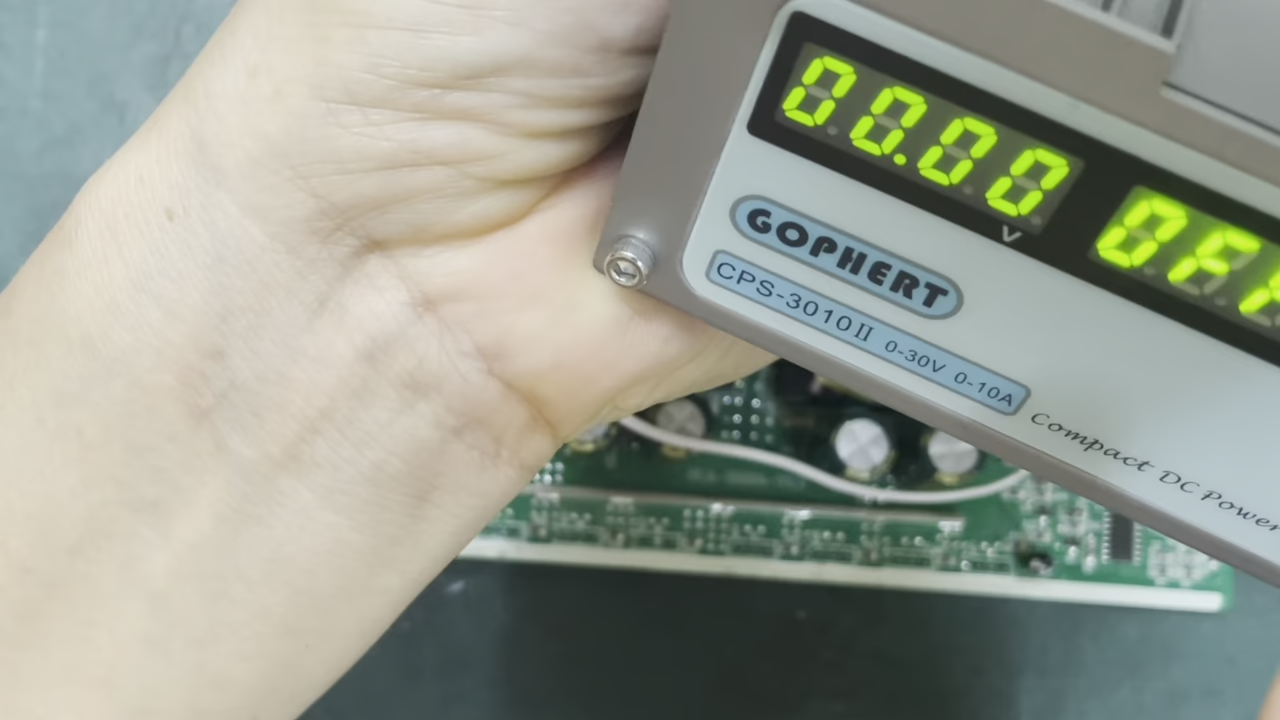 00.00
OFF
V
GOPHERT
CPS-3010II 0-30V 0-10A
Compact DC Power